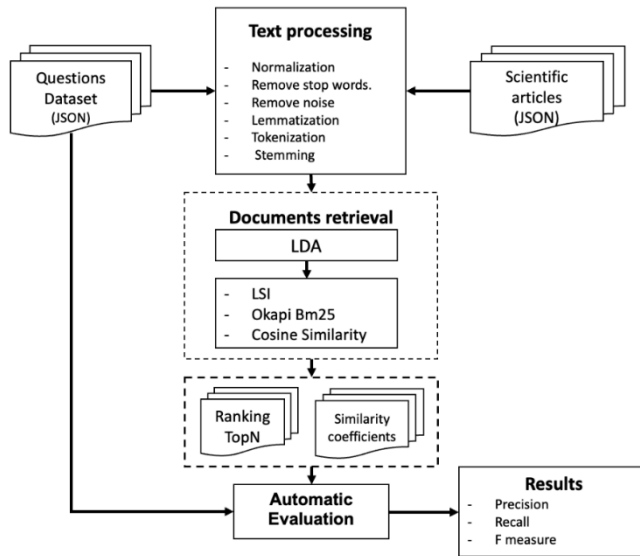 Questions
Dataset
(JSON)
Text processing
- Normalization
- Remove stop words.
- Remove noise
- Lemmatization
- Tokenization
- Stemming
Scientific
articles
(JSON)
Documents retrieval
LDA
- LSI
- Okapi Bm25
- Cosine Similarity
Ranking
TopN
Similarity
coefficients
Automatic
Evaluation
Results
- Precision
- Recall
- F measure